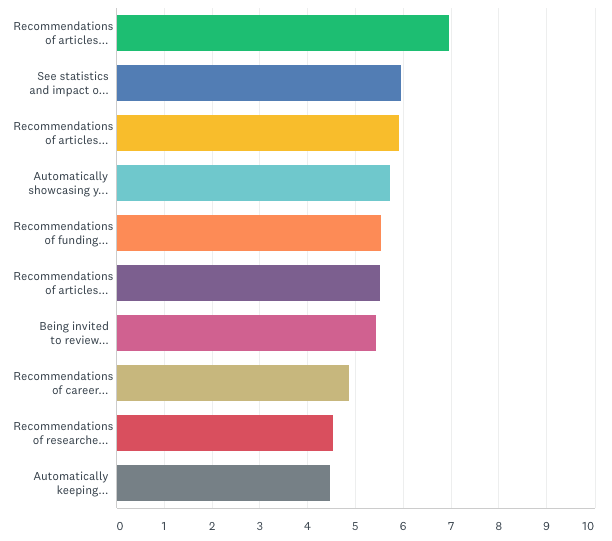 Recommendations
of articles...
See statistics
and impact o...
Recommendations
of articles...
Automatically
showcasing y...
Recommendations
of funding...
Recommendations
of articles...
Being invited
to review...
Recommendations
of career...
Recommendations
of researche...
Automatically
keeping...
0 1 2 3 4 5 6 7 8 9 10